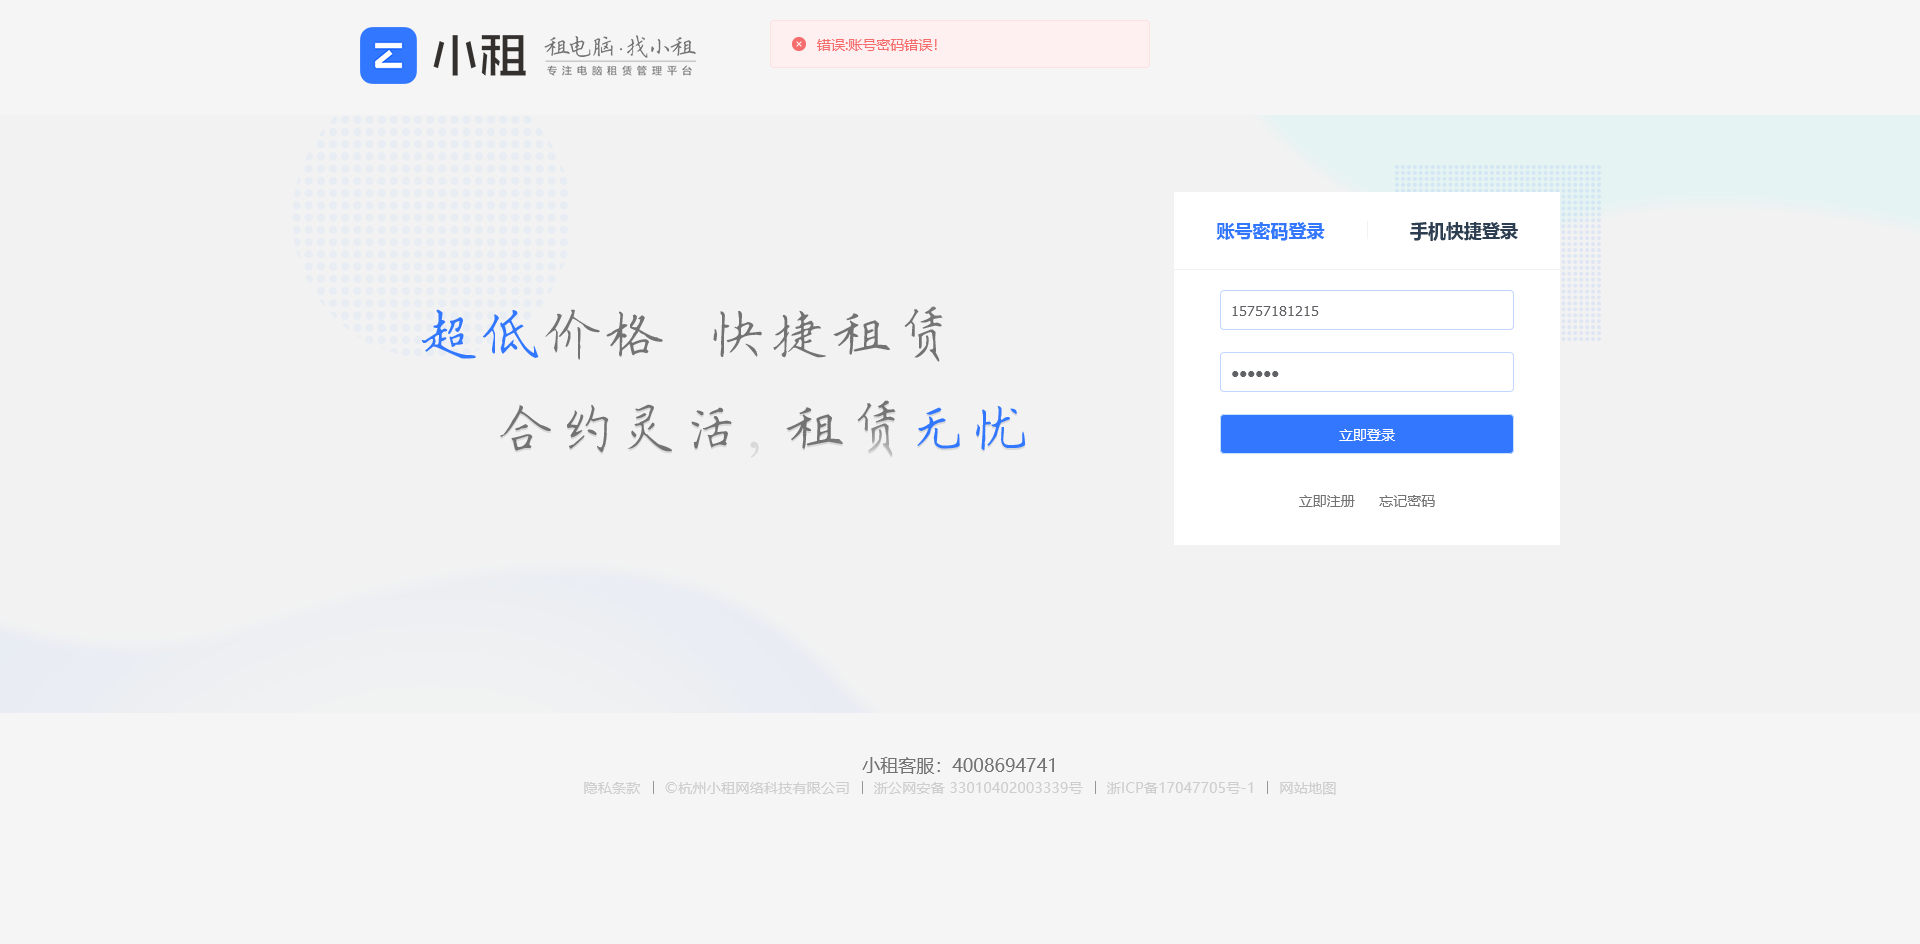 小租
租电脑·找小租
专注电脑租赁管理平台
错误:账号密码错误!
账号密码登录
手机快捷登录
15757181215
••••••
立即登录
立即注册 忘记密码
超低价格 快捷租赁
合约灵活,租赁无忧
小租客服：4008694741
隐私条款 | ©杭州小租网络科技有限公司 | 浙公网安备 33010402003339号 | 浙ICP备17047705号-1 | 网站地图